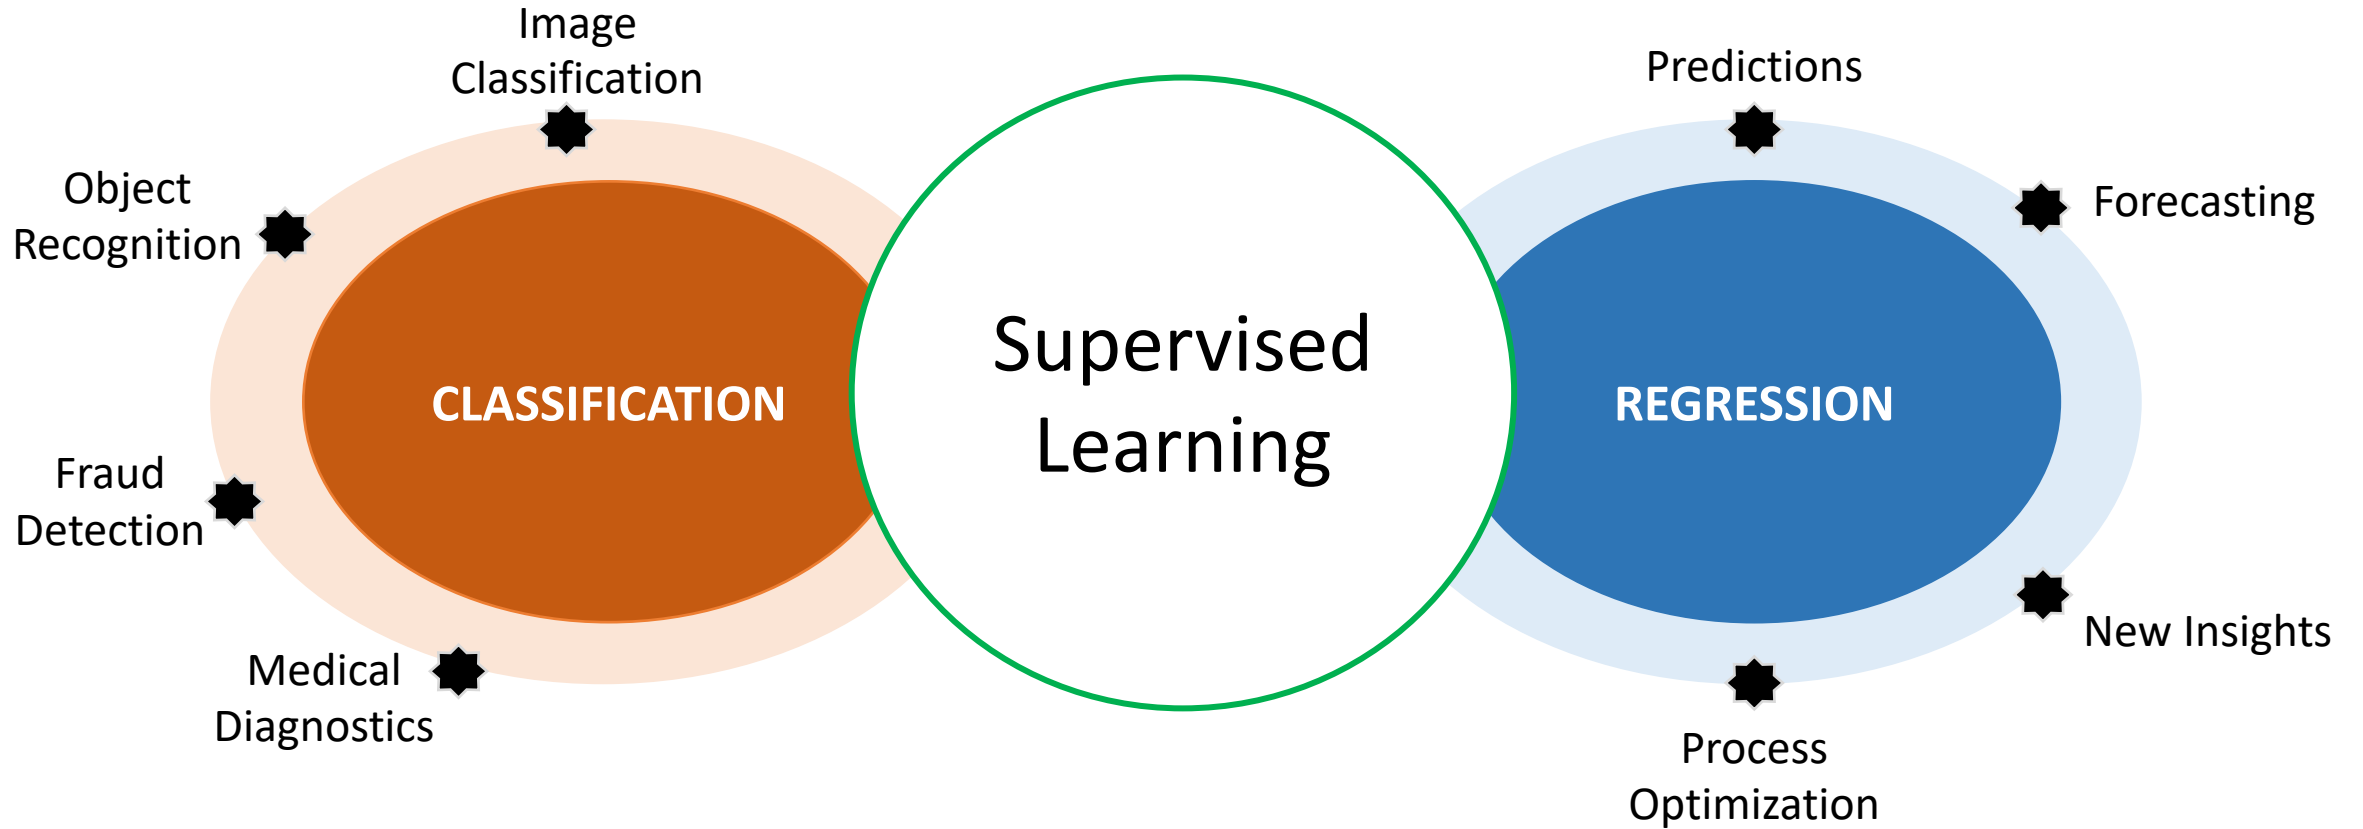 Image
Classification
Object
Recognition
Fraud
Detection
Medical
Diagnostics
CLASSIFICATION
Supervised
Learning
REGRESSION
Predictions
Forecasting
New Insights
Process
Optimization